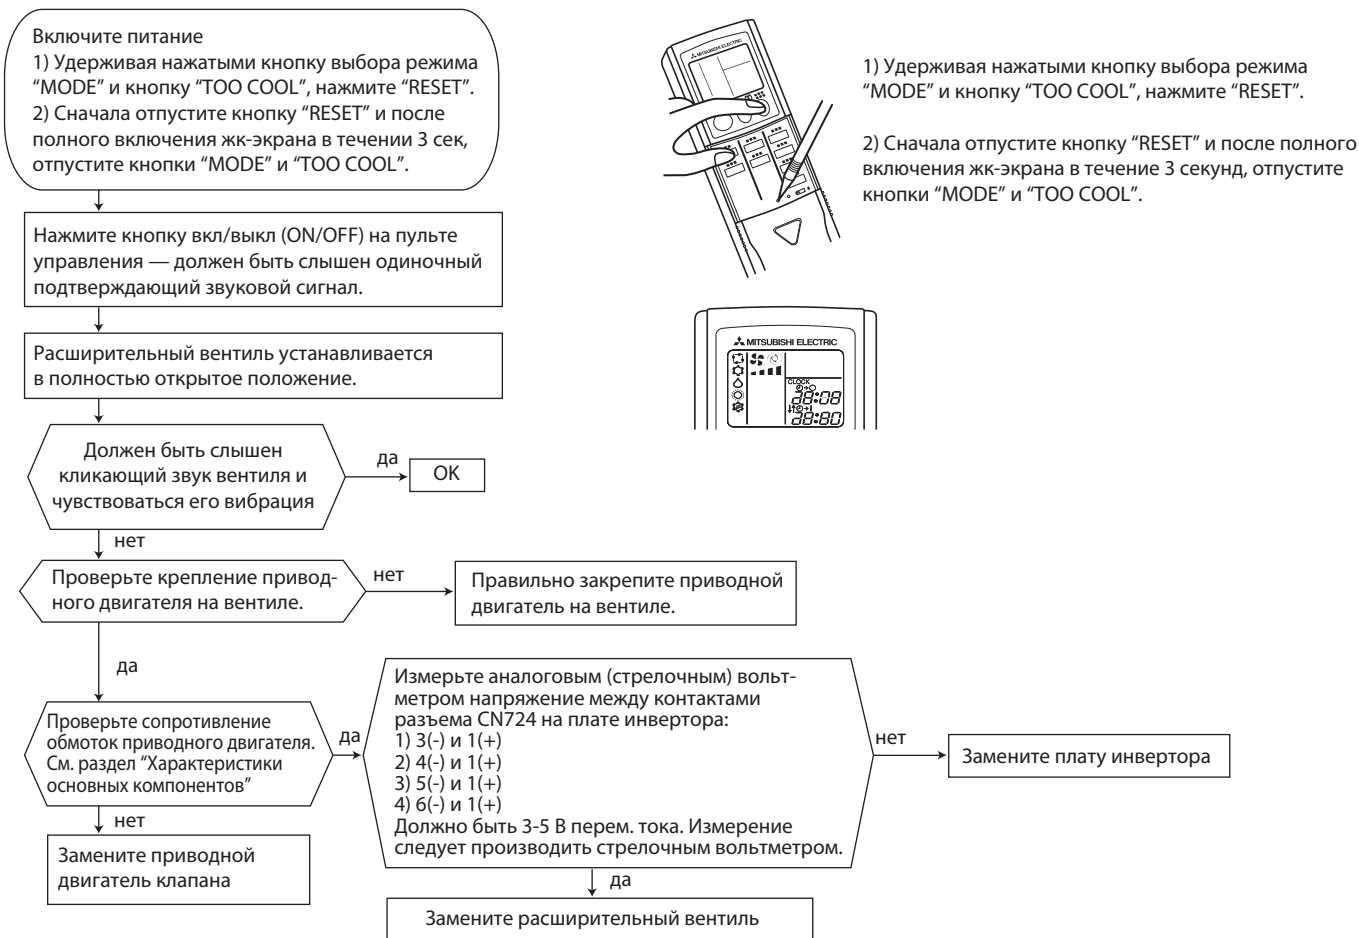 Включите питание
1) Удерживая нажатыми кнопку выбора режима
“MODE” и кнопку “TOO COOL”, нажмите “RESET”.
2) Сначала отпустите кнопку “RESET” и после
полного включения жк-экрана в течении 3 сек,
отпустите кнопки “MODE” и “TOO COOL”.
Нажмите кнопку вкл/выкл (ON/OFF) на пульте
управления — должен быть слышен одиночный
подтверждающий звуковой сигнал.
Расширительный вентиль устанавливается
в полностью открытое положение.
Должен быть слышен
кликающий звук вентиля и
чувствоваться его вибрация
да
OK
нет
Проверьте крепление привод-
ного двигателя на вентиле.
нет
Правильно закрепите приводной
двигатель на вентиле.
да
Проверьте сопротивление
обмоток приводного двигателя.
См. раздел “Характеристики
основных компонентов”
да
нет
Замените приводной
двигатель клапана
Измерьте аналоговым (стрелочным) вольт-
метром напряжение между контактами
разъема CN724 на плате инвертора:
1) 3(-) и 1(+)
2) 4(-) и 1(+)
3) 5(-) и 1(+)
4) 6(-) и 1(+)
Должно быть 3-5 В перем. тока. Измерение
следует производить стрелочным вольтметром.
нет
Замените плату инвертора
да
Замените расширительный вентиль
MITSUBISHI ELECTRIC
1) Удерживая нажатыми кнопку выбора режима
“MODE” и кнопку “TOO COOL”, нажмите “RESET”.
2) Сначала отпустите кнопку “RESET” и после полного
включения жк-экрана в течение 3 секунд, отпустите
кнопки “MODE” и “TOO COOL”.
MITSUBISHI ELECTRIC
CLOCK
38:08
38:80